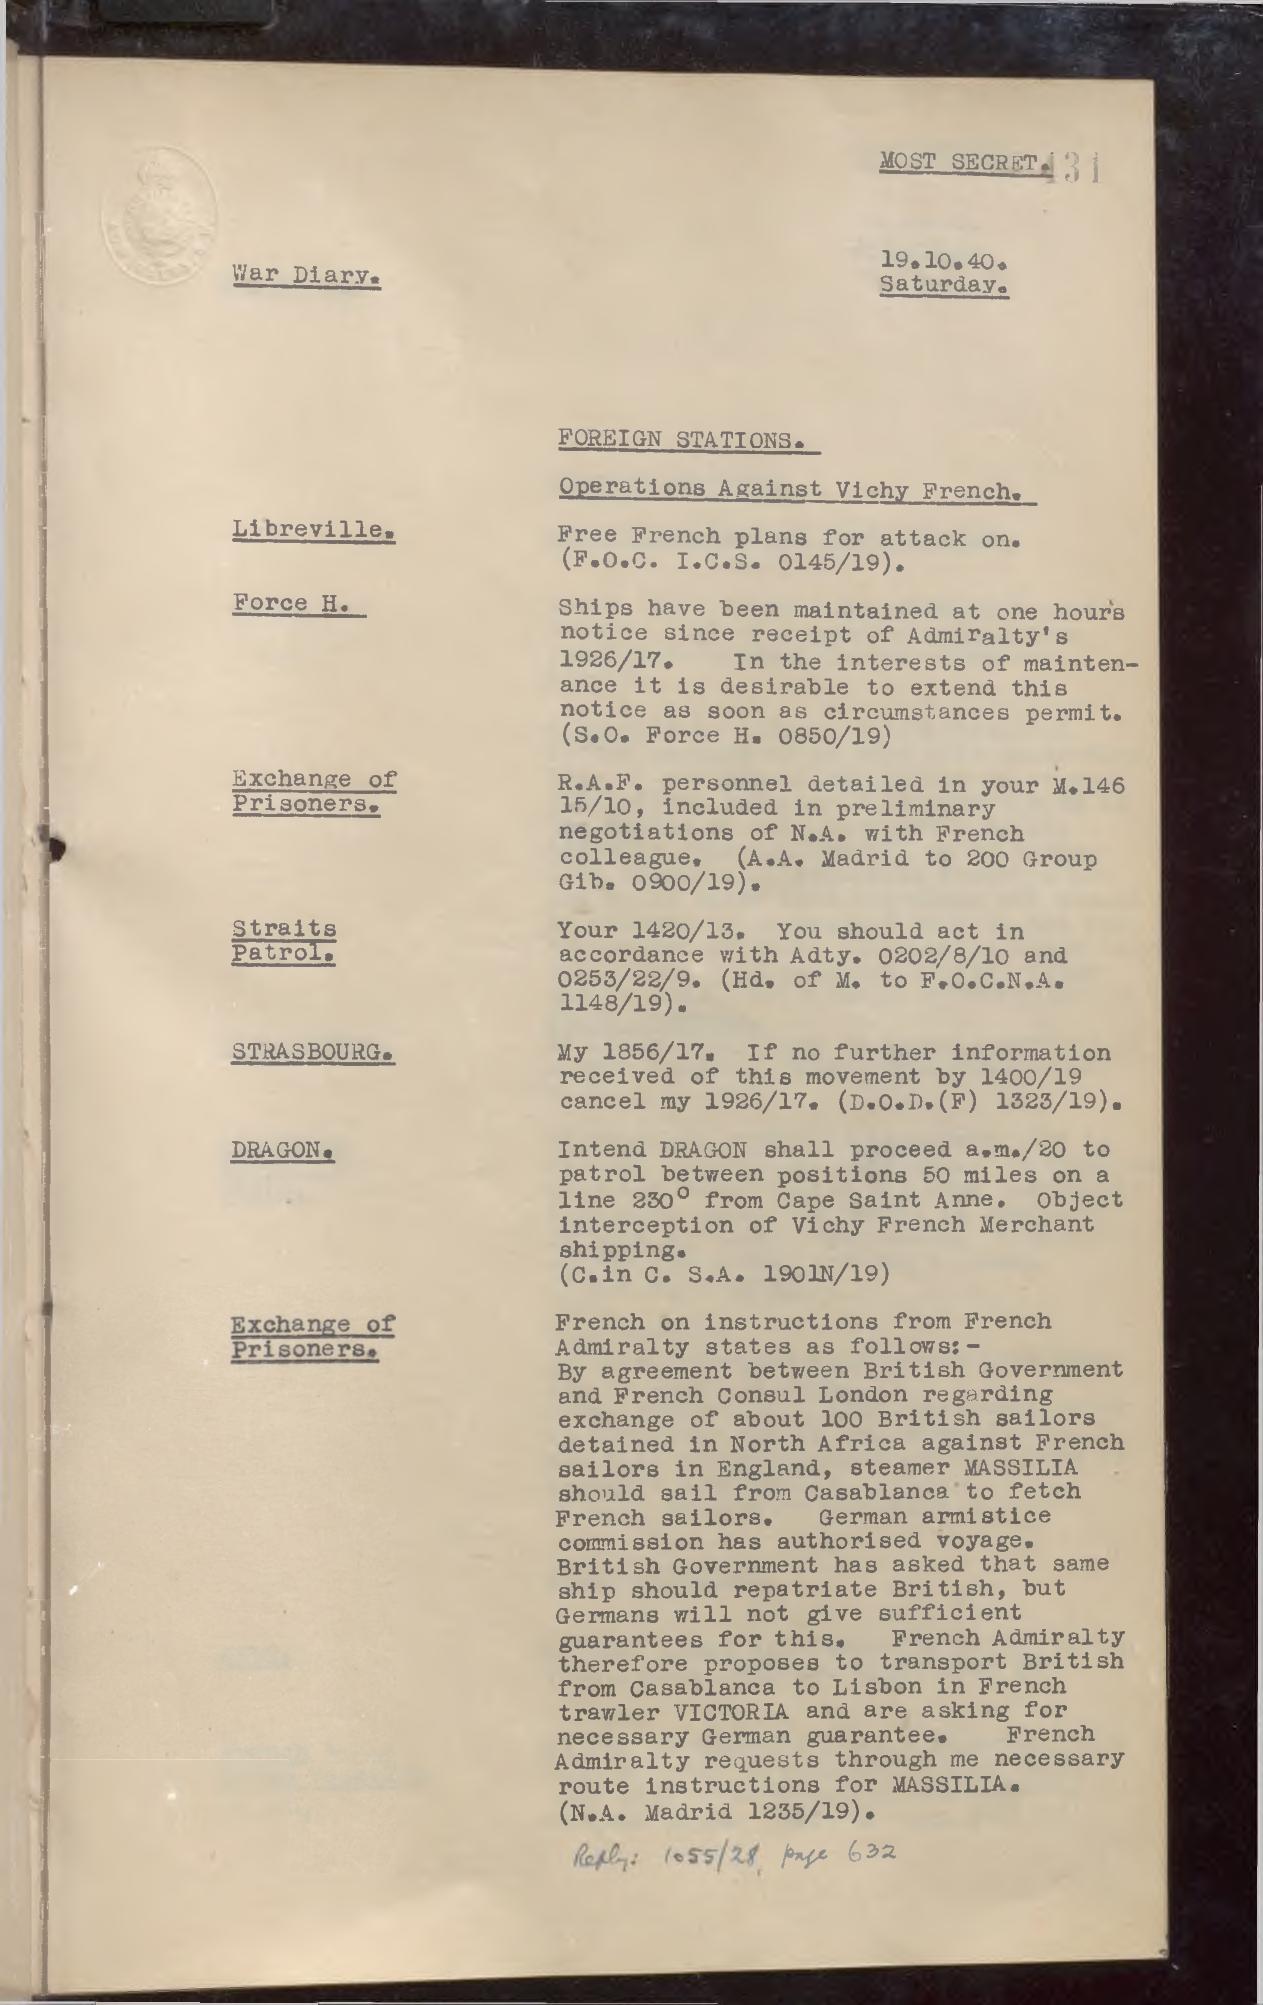 MOST SECRET.
431
War Diary.
19.10.40.
Saturday.
FOREIGN STATIONS.
Operations Against Vichy French.
Libreville.
Free French plans for attack on.
(F.O.C. I.C.S. 0145/19).
Force H.
Ships have been maintained at one hour's
notice since receipt of Admiralty's
1926/17. In the interests of mainten-
ance it is desirable to extend this
notice as soon as circumstances permit.
(S.O. Force H. 0850/19)
Exchange of
Prisoners.
R.A.F. personnel detailed in your M.146
15/10, included in preliminary
negotiations of N.A. with French
colleague. (A.A. Madrid to 200 Group
Gib. 0900/19).
Straits
Patrol.
Your 1420/13. You should act in
accordance with Adty. 0202/8/10 and
0253/22/9. (Hd. of M. to F.O.C.N.A.
1148/19).
STRASBOURG.
My 1856/17. If no further information
received of this movement by 1400/19
cancel my 1926/17. (D.O.D.(F) 1323/19).
DRAGON.
Intend DRAGON shall proceed a.m./20 to
patrol between positions 50 miles on a
line 230° from Cape Saint Anne. Object
interception of Vichy French Merchant
shipping.
(C.in C. S.A. 1901N/19)
Exchange of
Prisoners.
French on instructions from French
Admiralty states as follows:-
By agreement between British Government
and French Consul London regarding
exchange of about 100 British sailors
detained in North Africa against French
sailors in England, steamer MASSILIA
should sail from Casablanca to fetch
French sailors. German armistice
commission has authorised voyage.
British Government has asked that same
ship should repatriate British, but
Germans will not give sufficient
guarantees for this. French Admiralty
therefore proposes to transport British
from Casablanca to Lisbon in French
trawler VICTORIA and are asking for
necessary German guarantee. French
Admiralty requests through me necessary
route instructions for MASSILIA.
(N.A. Madrid 1235/19).
Reply: 1055/28, page 632